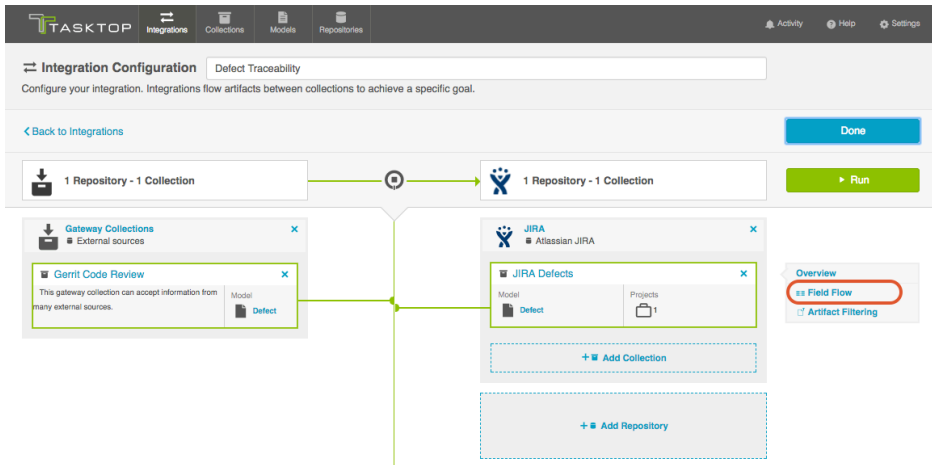 TASKTOP
Integrations
Collections
Models
Repositories
Activity
Help
Settings
Integration Configuration
Defect Traceability
Configure your integration. Integrations flow artifacts between collections to achieve a specific goal.
Back to Integrations
Done
1 Repository - 1 Collection
1 Repository - 1 Collection
Run
Gateway Collections
External sources
Gerrit Code Review
This gateway collection can accept information from
many external sources.
Model
Defect
JIRA
Atlassian JIRA
JIRA Defects
Model
Defect
Projects
1
+ Add Collection
+ Add Repository
Overview
Field Flow
Artifact Filtering